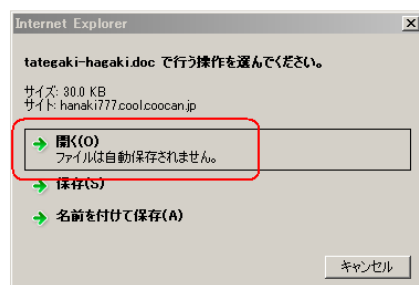 Internet Explorer
tategaki-hagaki.doc で行う操作を選んでください。
サイズ: 30.0 KB
サイト: hanaki777.cool.coocan.jp
開く(O)
ファイルは自動保存されません。
保存(S)
名前を付けて保存(A)
キャンセル